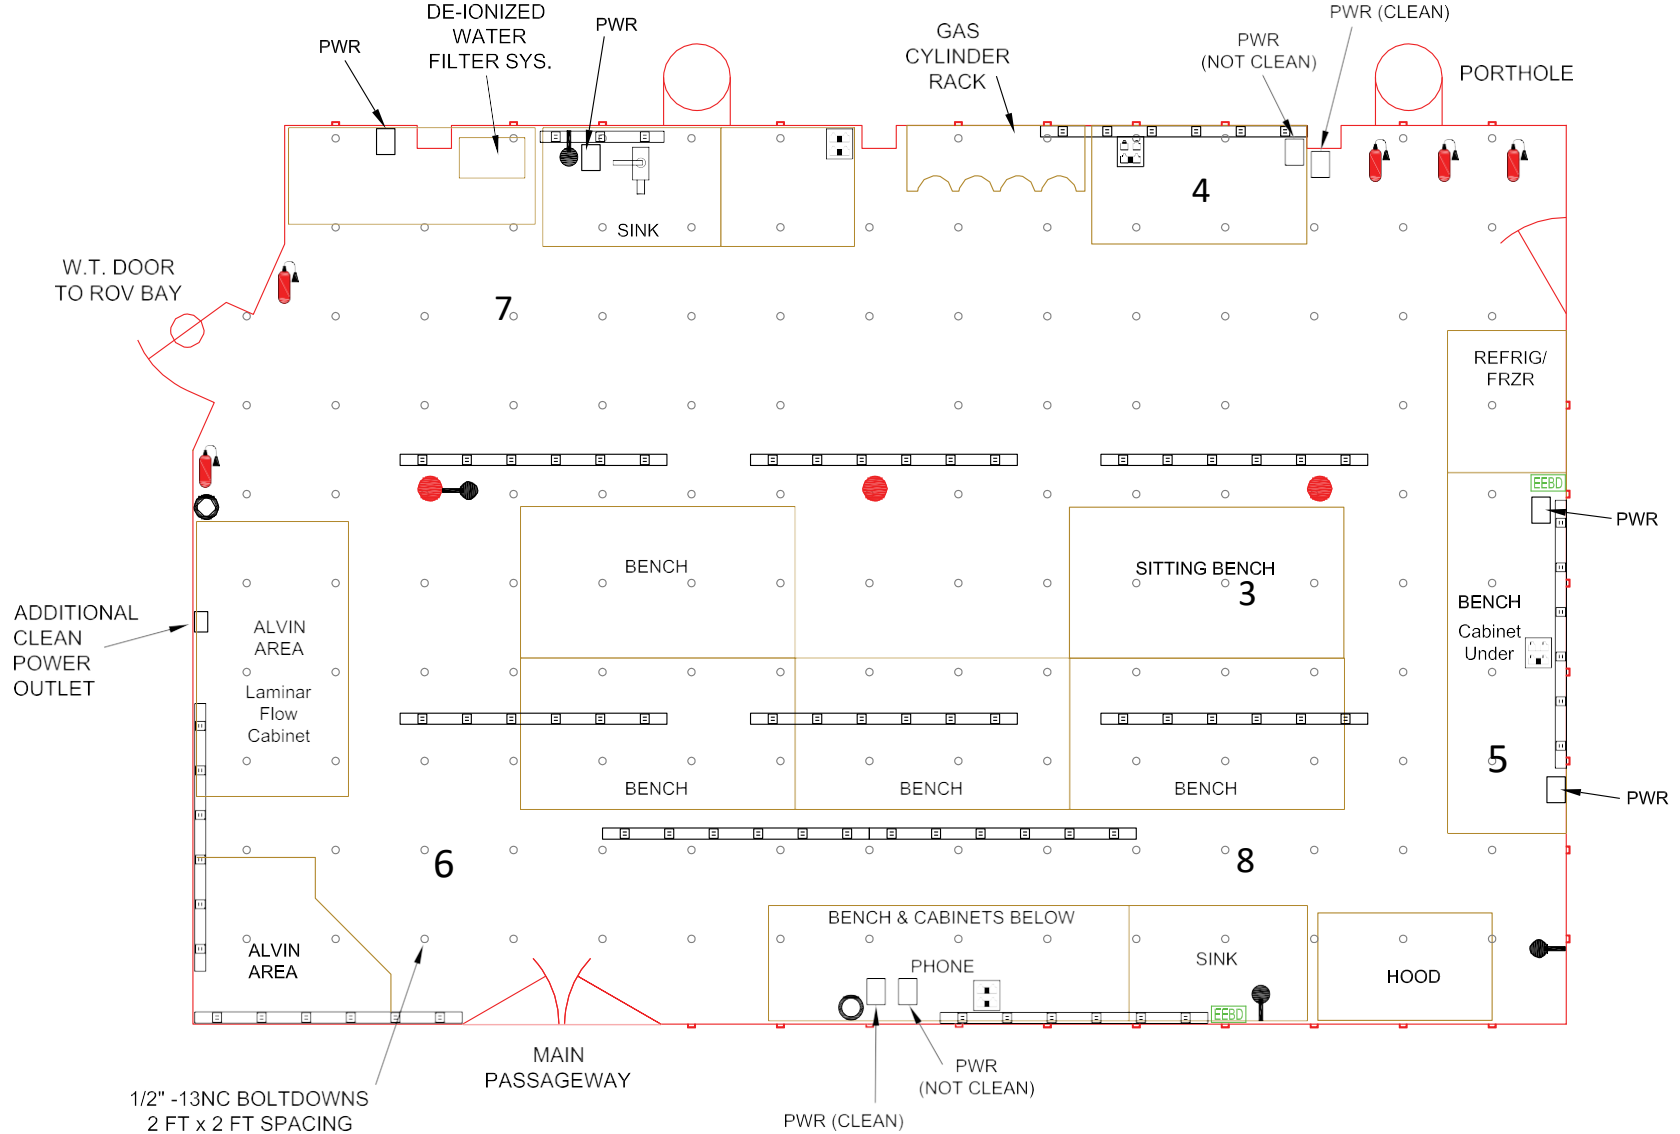 DE-IONIZED
WATER
FILTER SYS.
PWR
PWR
GAS
CYLINDER
RACK
PWR
(NOT CLEAN)
PWR (CLEAN)
PORTHOLE
4
SINK
W.T. DOOR
TO ROV BAY
7
REFRIG/
FRZR
EEBD
PWR
BENCH
SITTING BENCH
3
BENCH
Cabinet
Under
ADDITIONAL
CLEAN
POWER
OUTLET
ALVIN
AREA
Laminar
Flow
Cabinet
5
PWR
BENCH
BENCH
BENCH
6
8
BENCH & CABINETS BELOW
PHONE
SINK
HOOD
ALVIN
AREA
EEBD
MAIN
PASSAGEWAY
PWR
(NOT CLEAN)
PWR (CLEAN)
1/2" -13NC BOLTDOWNS
2 FT x 2 FT SPACING